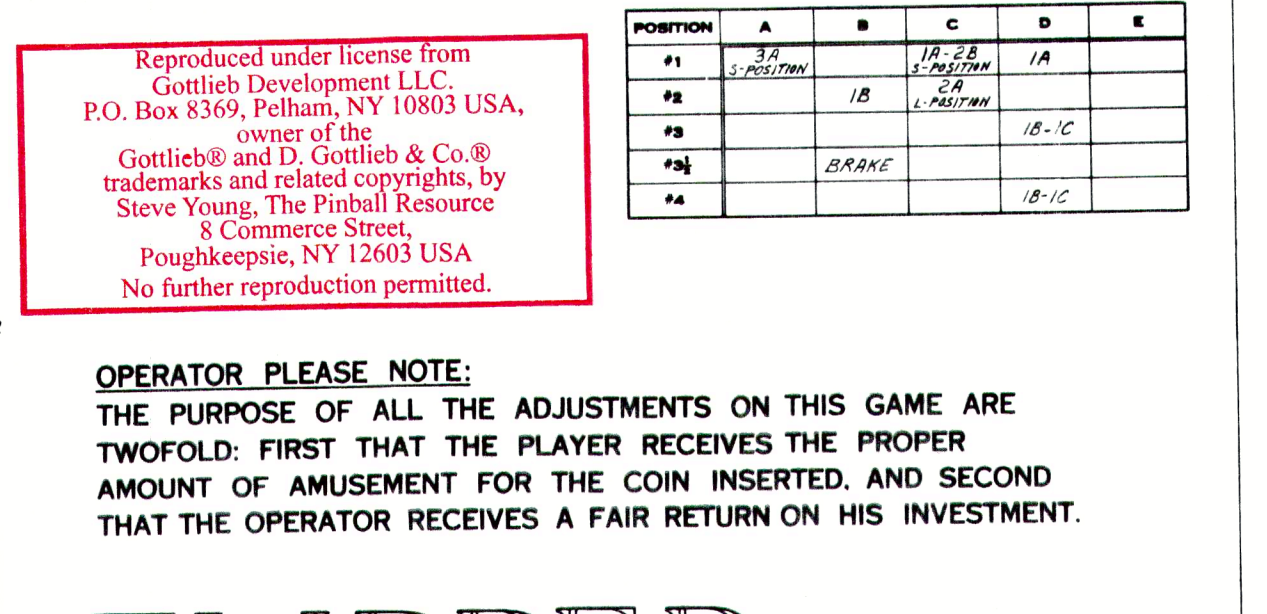 Reproduced under license from
Gottlieb Development LLC.
P.O. Box 8369, Pelham, NY 10803 USA,
owner of the
Gottlieb® and D. Gottlieb & Co.®
trademarks and related copyrights, by
Steve Young, The Pinball Resource
8 Commerce Street,
Poughkeepsie, NY 12603 USA
No further reproduction permitted.
POSITION A B C D E
#1 3A S-POSITION 1A-2B S-POSITION 1A
#2 1B 2A L-POSITION
#3 1B-1C
#3½ BRAKE
#4 1B-1C
OPERATOR PLEASE NOTE:
THE PURPOSE OF ALL THE ADJUSTMENTS ON THIS GAME ARE
TWOFOLD: FIRST THAT THE PLAYER RECEIVES THE PROPER
AMOUNT OF AMUSEMENT FOR THE COIN INSERTED. AND SECOND
THAT THE OPERATOR RECEIVES A FAIR RETURN ON HIS INVESTMENT.